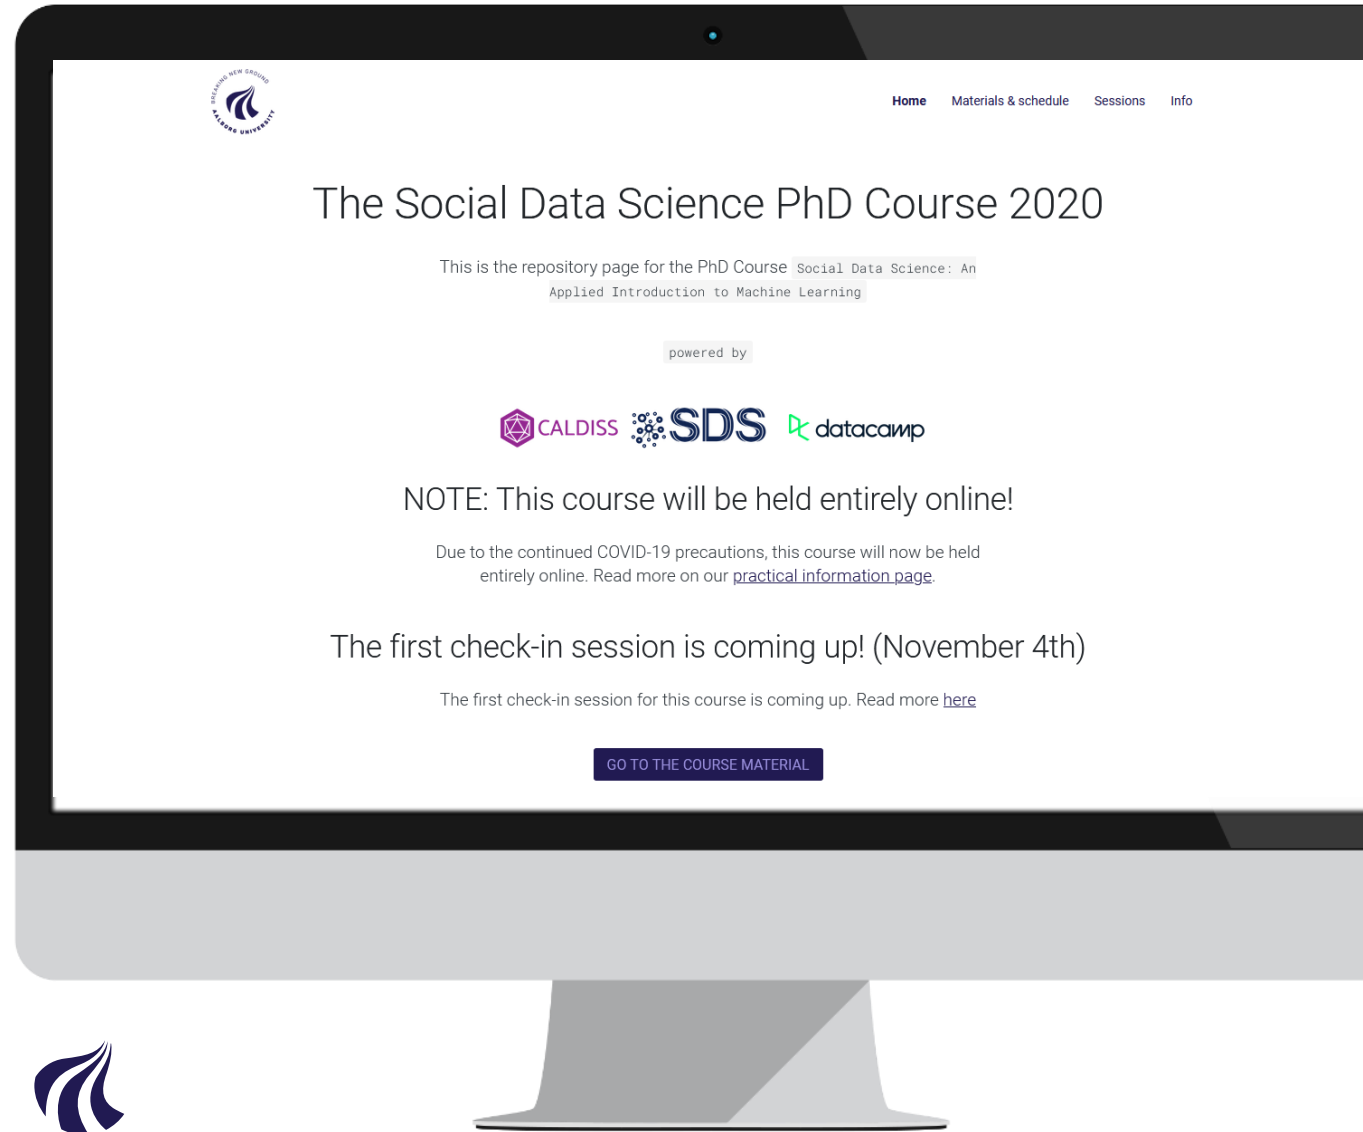 BREAKING NEW GROUND
AALBORG UNIVERSITY
Home Materials & schedule Sessions Info
The Social Data Science PhD Course 2020
This is the repository page for the PhD Course Social Data Science: An
Applied Introduction to Machine Learning
powered by
CALDISS SDS datacamp
NOTE: This course will be held entirely online!
Due to the continued COVID-19 precautions, this course will now be held
entirely online. Read more on our practical information page.
The first check-in session is coming up! (November 4th)
The first check-in session for this course is coming up. Read more here
GO TO THE COURSE MATERIAL